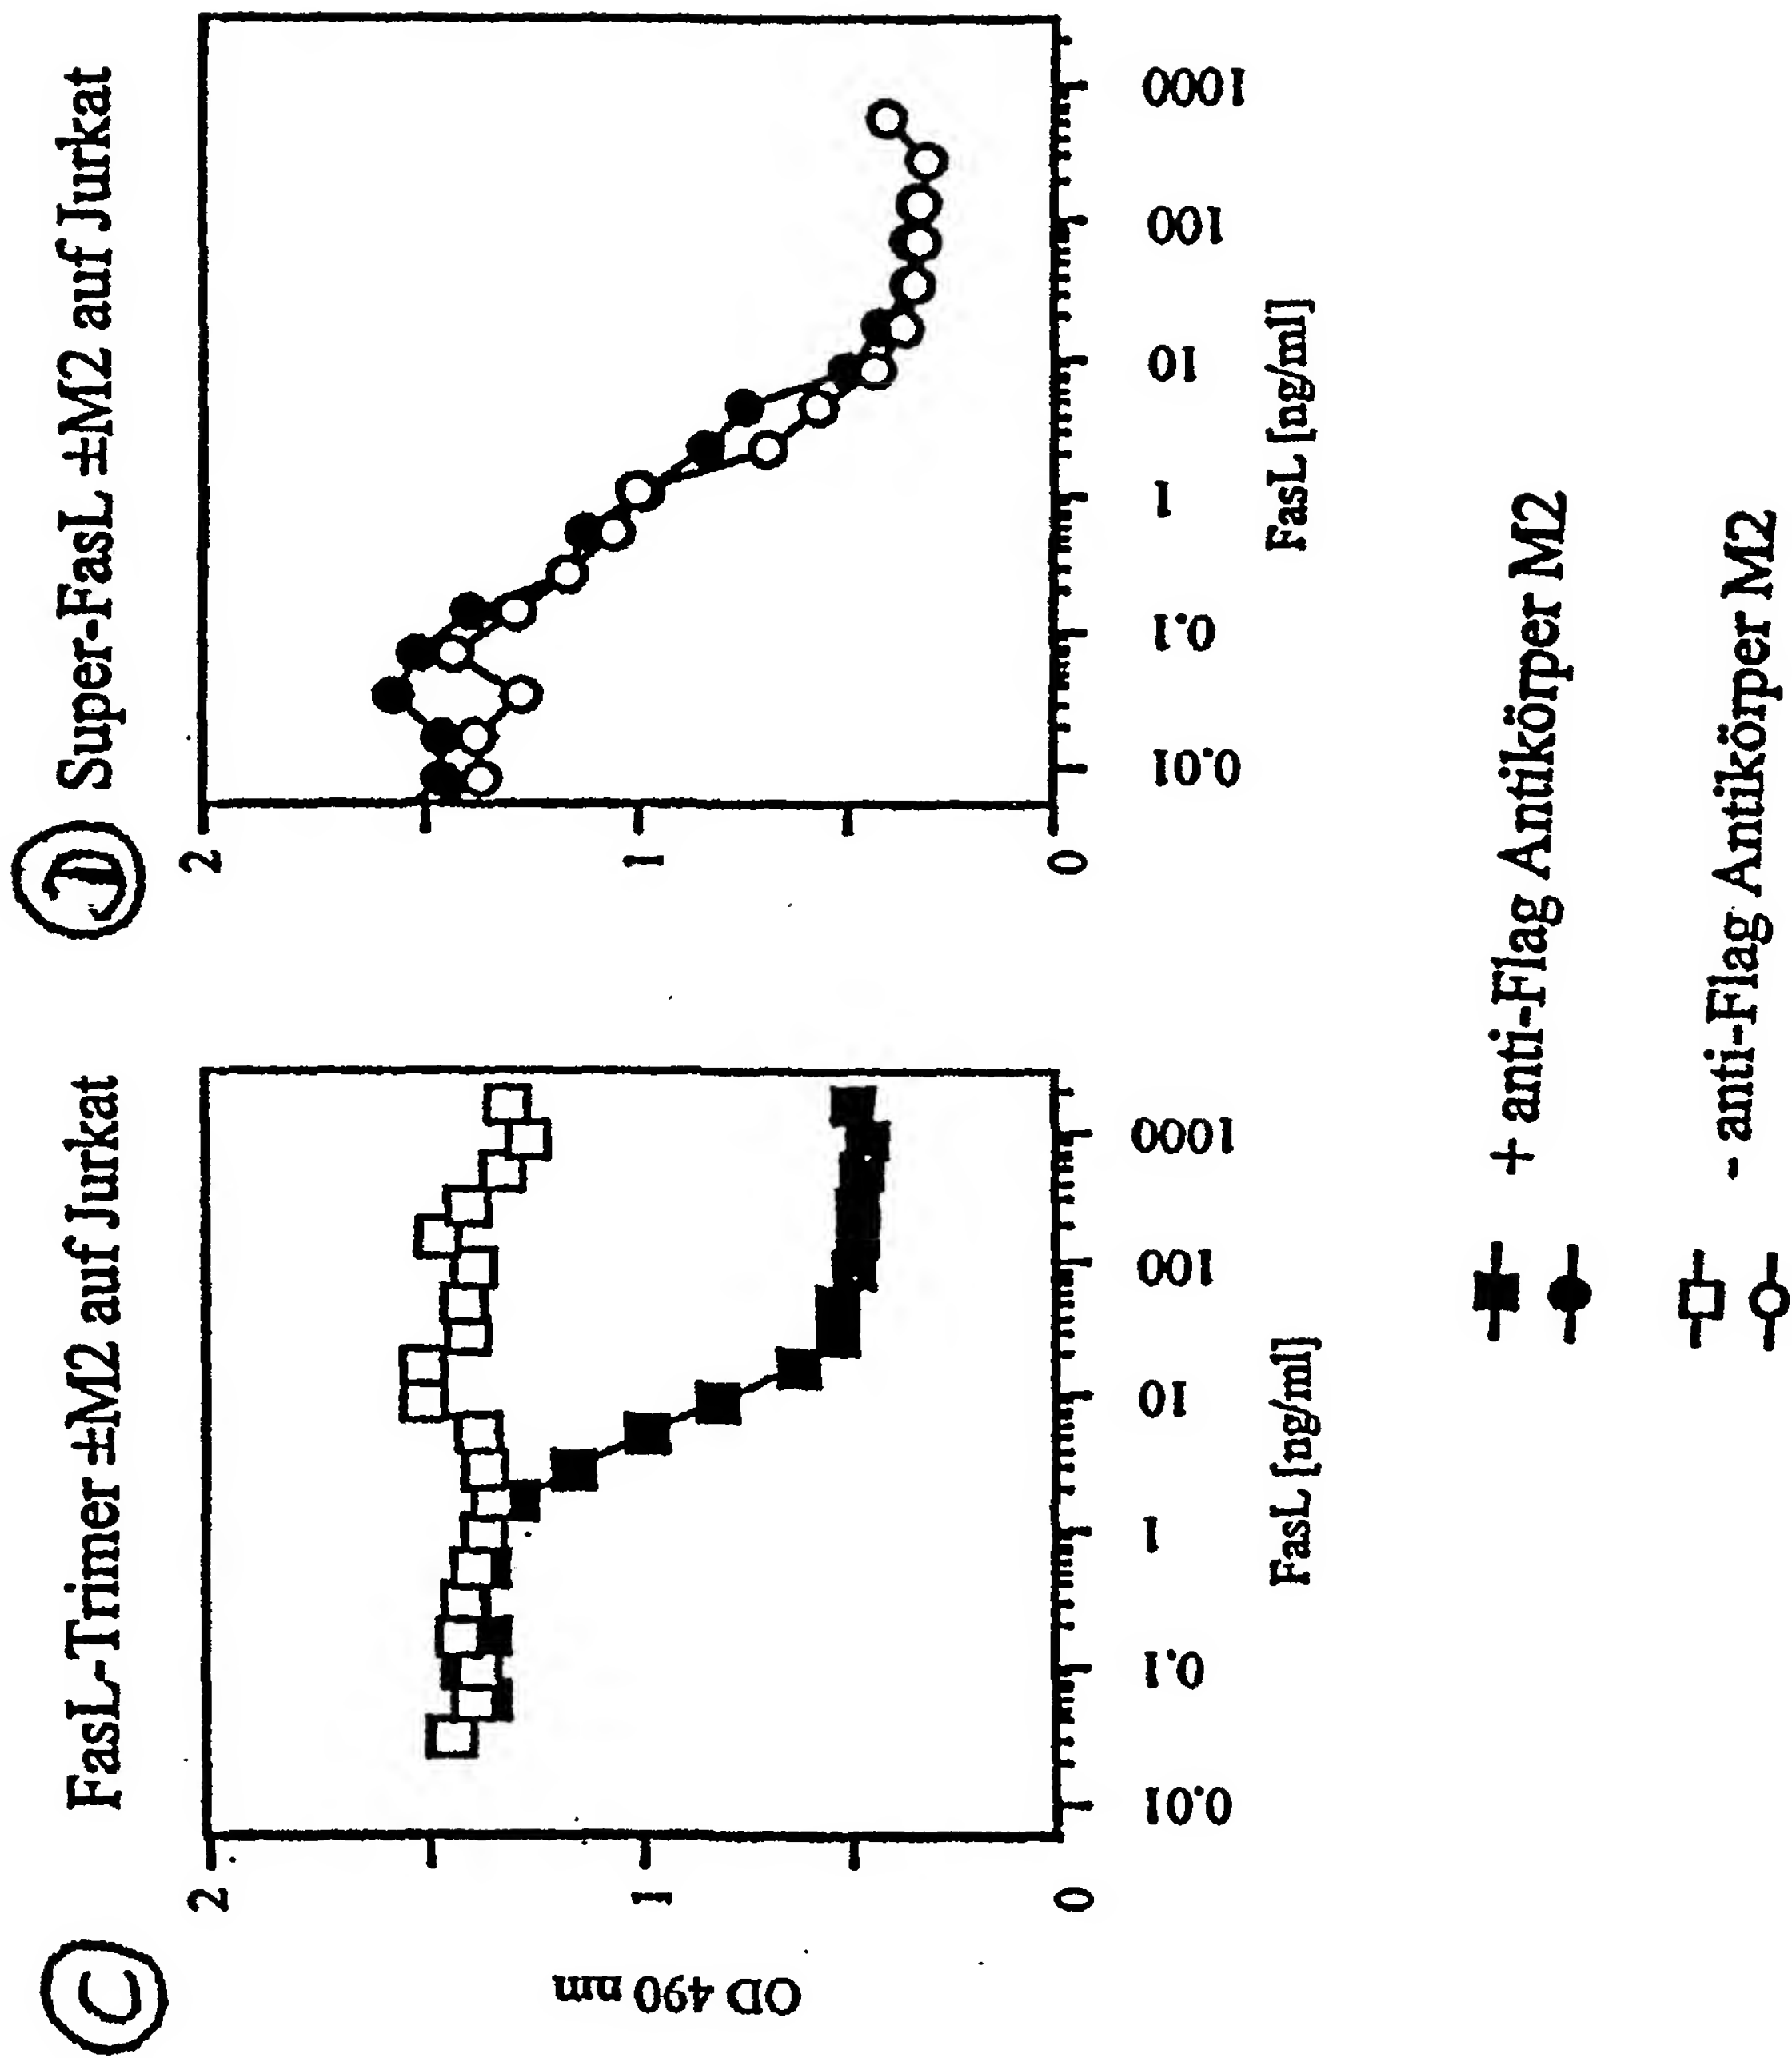 C
FasL-Trimer ±M2 auf Jurkat
OD 490 nm
2
1
0
0.01
0.1
1
10
100
1000
FasL [ng/ml]
D
Super-FasL ±M2 auf Jurkat
2
1
0
0.01
0.1
1
10
100
1000
FasL [ng/ml]
+ anti-Flag Antikörper M2
- anti-Flag Antikörper M2